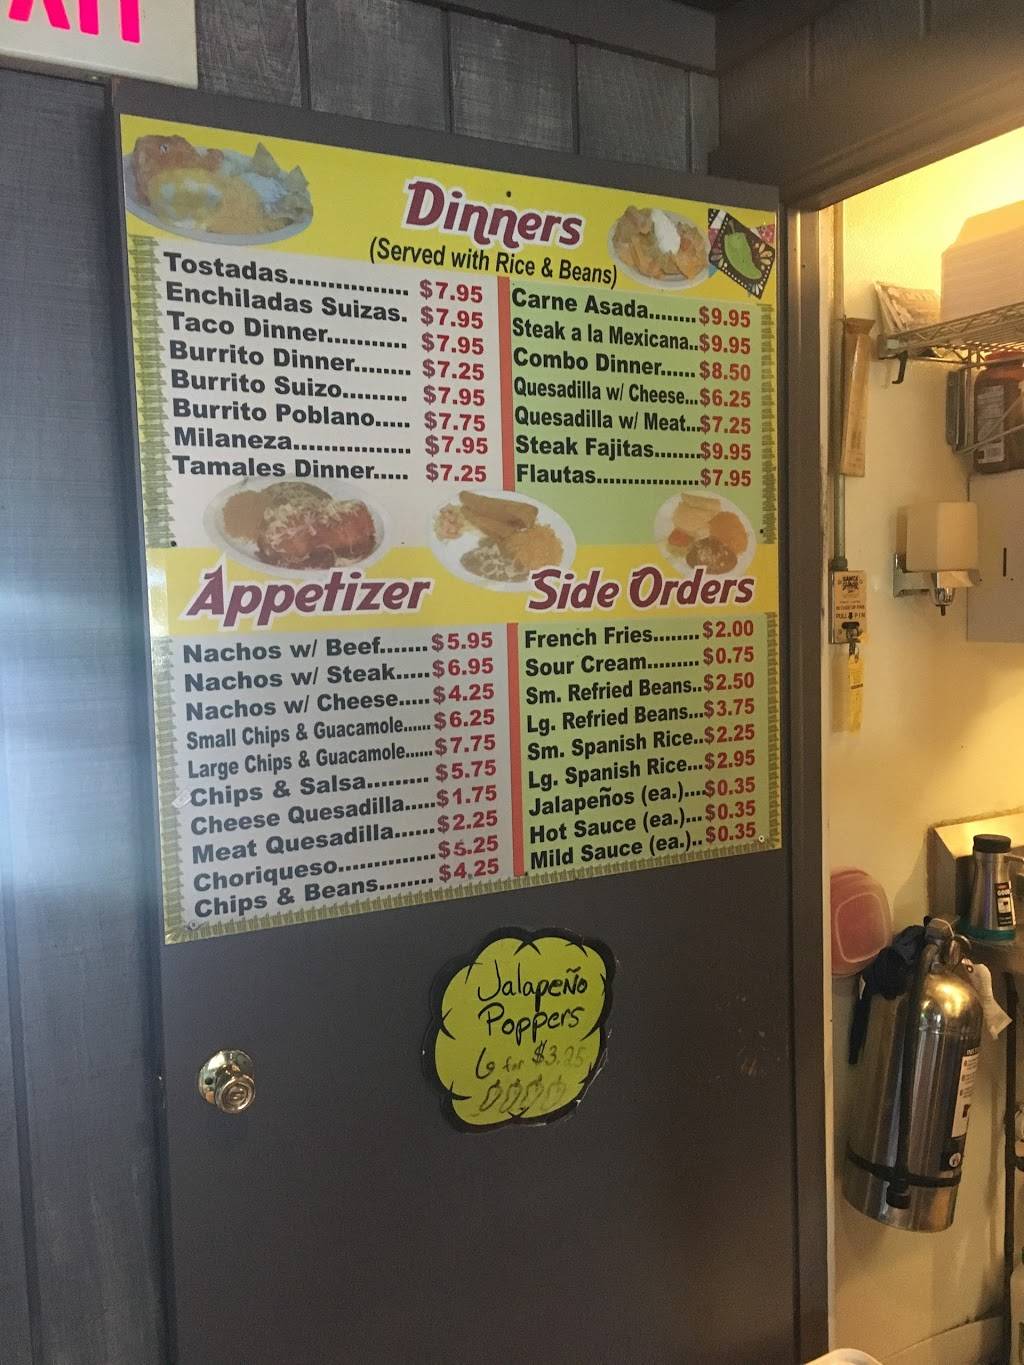 XIT
Dinners
(Served with Rice & Beans)
Tostadas................ $7.95
Enchiladas Suizas. $7.95
Taco Dinner........... $7.95
Burrito Dinner........ $7.25
Burrito Suizo......... $7.95
Burrito Poblano..... $7.75
Milaneza................ $7.95
Tamales Dinner..... $7.25
Carne Asada........$9.95
Steak a la Mexicana..$9.95
Combo Dinner...... $8.50
Quesadilla w/ Cheese...$6.25
Quesadilla w/ Meat...$7.25
Steak Fajitas........$9.95
Flautas.................$7.95
Appetizer
Nachos w/ Beef.......$5.95
Nachos w/ Steak.....$6.95
Nachos w/ Cheese.....$4.25
Small Chips & Guacamole......$6.25
Large Chips & Guacamole......$7.75
Chips & Salsa......... $5.75
Cheese Quesadilla.....$1.75
Meat Quesadilla......$2.25
Choriqueso..............$5.25
Chips & Beans........ $4.25
Side Orders
French Fries........ $2.00
Sour Cream......... $0.75
Sm. Refried Beans..$2.50
Lg. Refried Beans...$3.75
Sm. Spanish Rice..$2.25
Lg. Spanish Rice...$2.95
Jalapeños (ea.)....$0.35
Hot Sauce (ea.)... $0.35
Mild Sauce (ea.).. $0.35
Jalapeño
Poppers
6 for $3.25